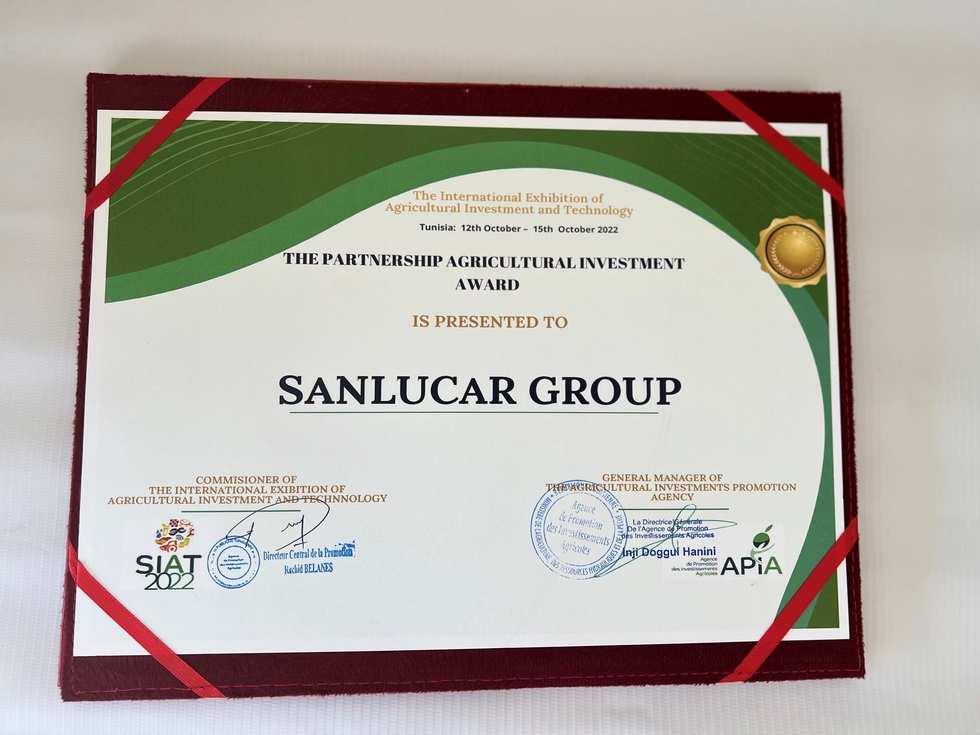 The International Exhibition of
Agricultural Investment and Technology
Tunisia: 12th October – 15th October 2022
THE PARTNERSHIP AGRICULTURAL INVESTMENT
AWARD
IS PRESENTED TO
SANLUCAR GROUP
COMMISIONER OF
THE INTERNATIONAL EXIBITION OF
AGRICULTURAL INVESTMENT AND TECHNNOLOGY
SIAT
2022
Directeur Central de la Promotion
Rachid BELANES
GENERAL MANAGER OF
THE AGRICULTURAL INVESTMENTS PROMOTION
AGENCY
Agence
de Promotion
des Investissements
Agricoles
La Directrice Générale
De l'Agence de Promotion
des Investissements Agricoles
Inji Doggui Hanini
Agence
de Promotion
des Investissements
Agricoles
APiA